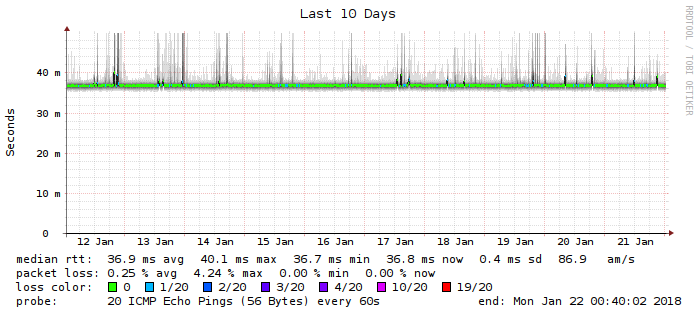 Last 10 Days
RRDTOOL / TOBI OETIKER
Seconds
40 m
30 m
20 m
10 m
0
12 Jan 13 Jan 14 Jan 15 Jan 16 Jan 17 Jan 18 Jan 19 Jan 20 Jan 21 Jan
median rtt: 36.9 ms avg 40.1 ms max 36.7 ms min 36.8 ms now 0.4 ms sd 86.9 am/s
packet loss: 0.25 % avg 4.24 % max 0.00 % min 0.00 % now
loss color: 0 1/20 2/20 3/20 4/20 10/20 19/20
probe: 20 ICMP Echo Pings (56 Bytes) every 60s end: Mon Jan 22 00:40:02 2018